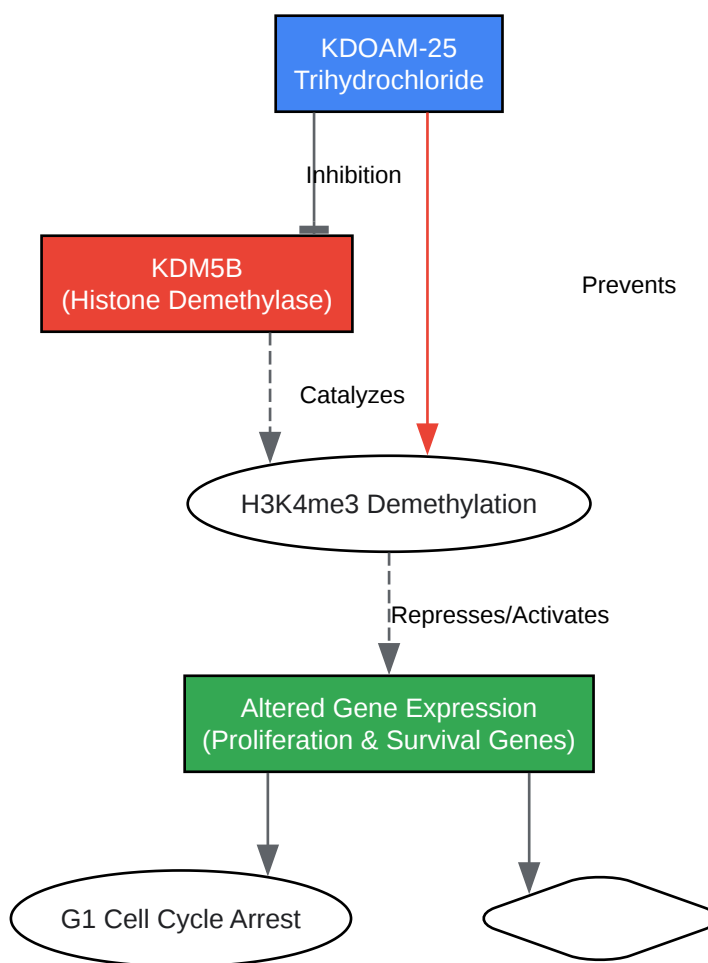 KDOAM-25
Trihydrochloride
Inhibition
KDM5B
(Histone Demethylase)
Prevents
Catalyzes
H3K4me3 Demethylation
Represses/Activates
Altered Gene Expression
(Proliferation & Survival Genes)
G1 Cell Cycle Arrest